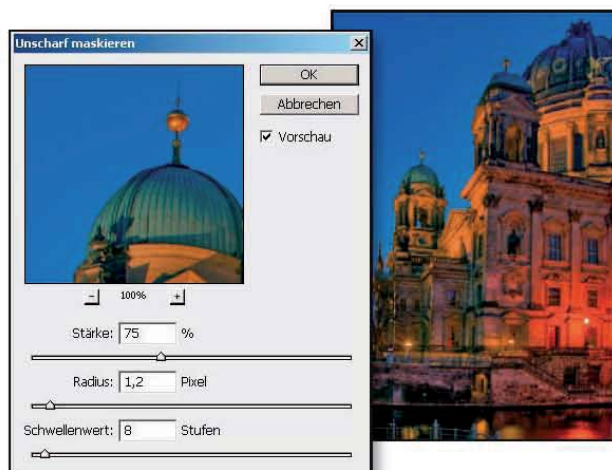 Unscharf maskieren
OK
Abbrechen
Vorschau
100%
Stärke: 75 %
Radius: 1,2 Pixel
Schwellenwert: 8 Stufen